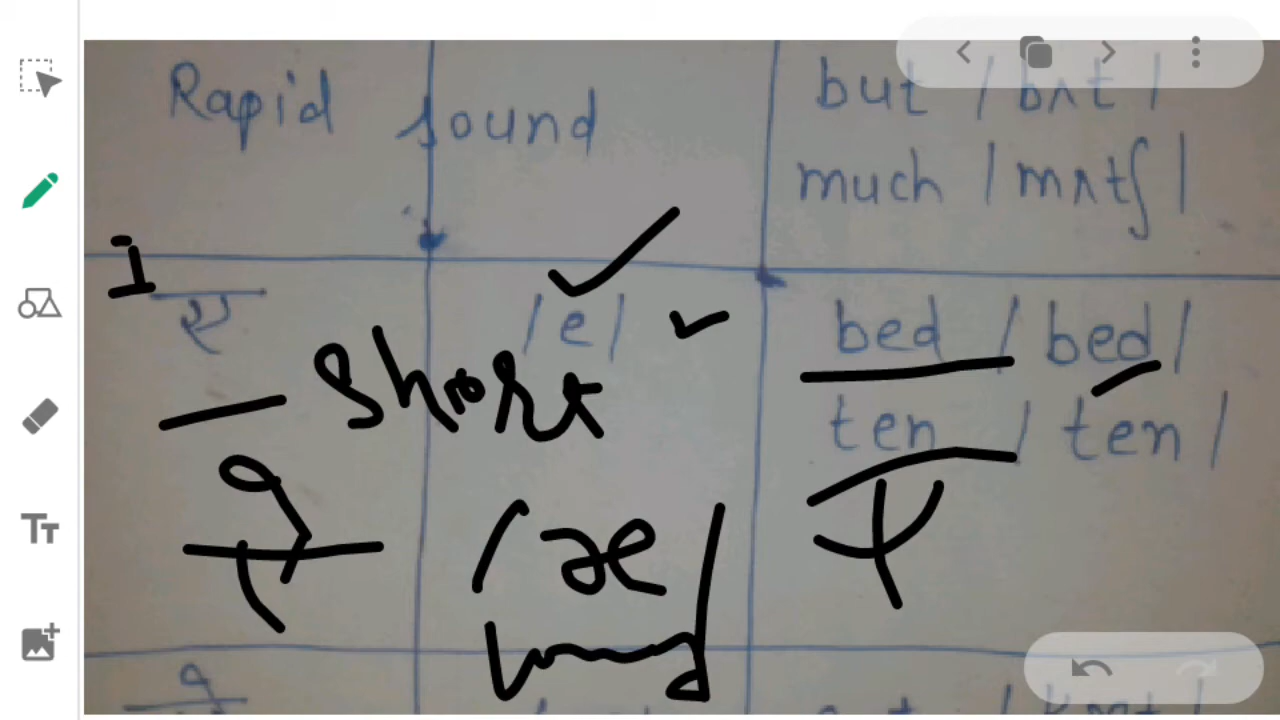 Rapid sound
but /bʌt/
much /mʌtʃ/
I
ए /e/ bed /bed/
short
ten /ten/
/æ/